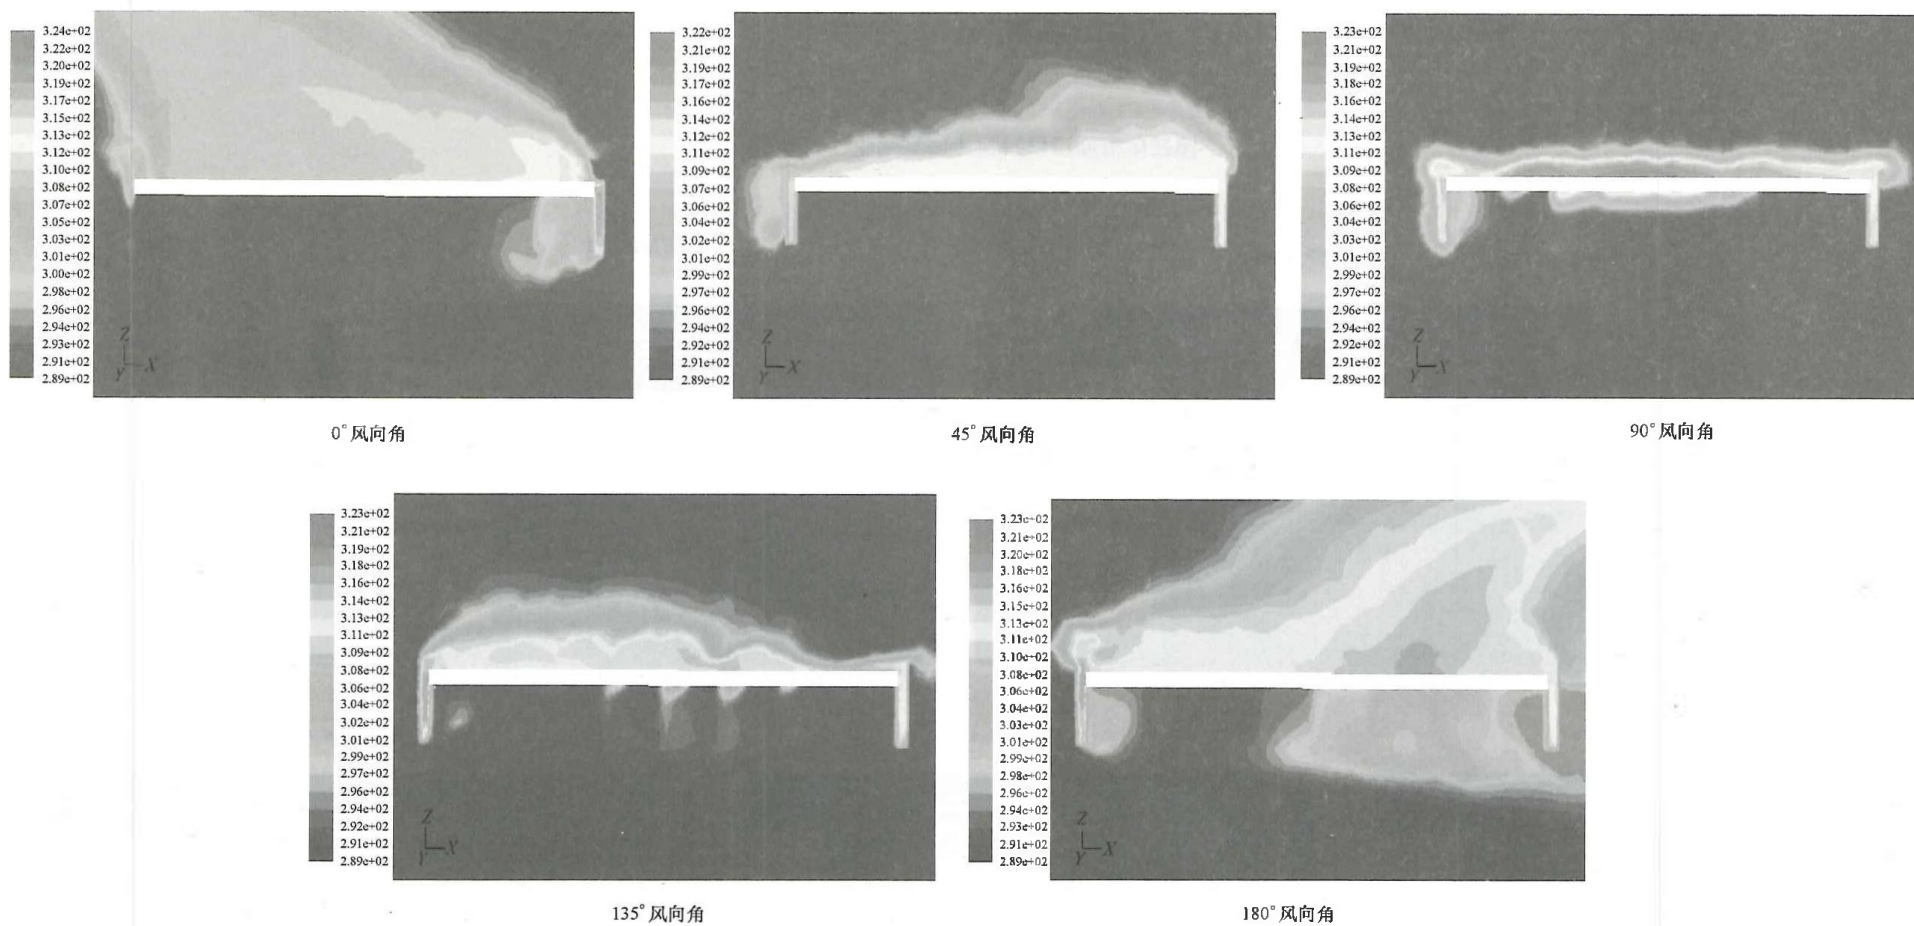 3.24e+02
3.22e+02
3.20e+02
3.19e+02
3.17e+02
3.15e+02
3.13e+02
3.12e+02
3.10e+02
3.08e+02
3.07e+02
3.05e+02
3.03e+02
3.01e+02
3.00e+02
2.98e+02
2.96e+02
2.94e+02
2.93e+02
2.91e+02
2.89e+02
Z
Y
X
0°风向角
3.22e+02
3.21e+02
3.19e+02
3.17e+02
3.16e+02
3.14e+02
3.12e+02
3.11e+02
3.09e+02
3.07e+02
3.06e+02
3.04e+02
3.02e+02
3.01e+02
2.99e+02
2.97e+02
2.96e+02
2.94e+02
2.92e+02
2.91e+02
2.89e+02
Z
Y
X
45°风向角
3.23e+02
3.21e+02
3.19e+02
3.18e+02
3.16e+02
3.14e+02
3.13e+02
3.11e+02
3.09e+02
3.08e+02
3.06e+02
3.04e+02
3.03e+02
3.01e+02
2.99e+02
2.97e+02
2.96e+02
2.94e+02
2.92e+02
2.91e+02
2.89e+02
Z
Y
X
90°风向角
3.23e+02
3.21e+02
3.19e+02
3.18e+02
3.16e+02
3.14e+02
3.13e+02
3.11e+02
3.09e+02
3.08e+02
3.06e+02
3.04e+02
3.02e+02
3.01e+02
2.99e+02
2.97e+02
2.96e+02
2.94e+02
2.92e+02
2.91e+02
2.89e+02
Z
Y
X
135°风向角
3.23e+02
3.21e+02
3.20e+02
3.18e+02
3.16e+02
3.15e+02
3.13e+02
3.11e+02
3.10e+02
3.08e+02
3.06e+02
3.04e+02
3.03e+02
3.01e+02
2.99e+02
2.98e+02
2.96e+02
2.94e+02
2.93e+02
2.91e+02
2.89e+02
Z
Y
X
180°风向角